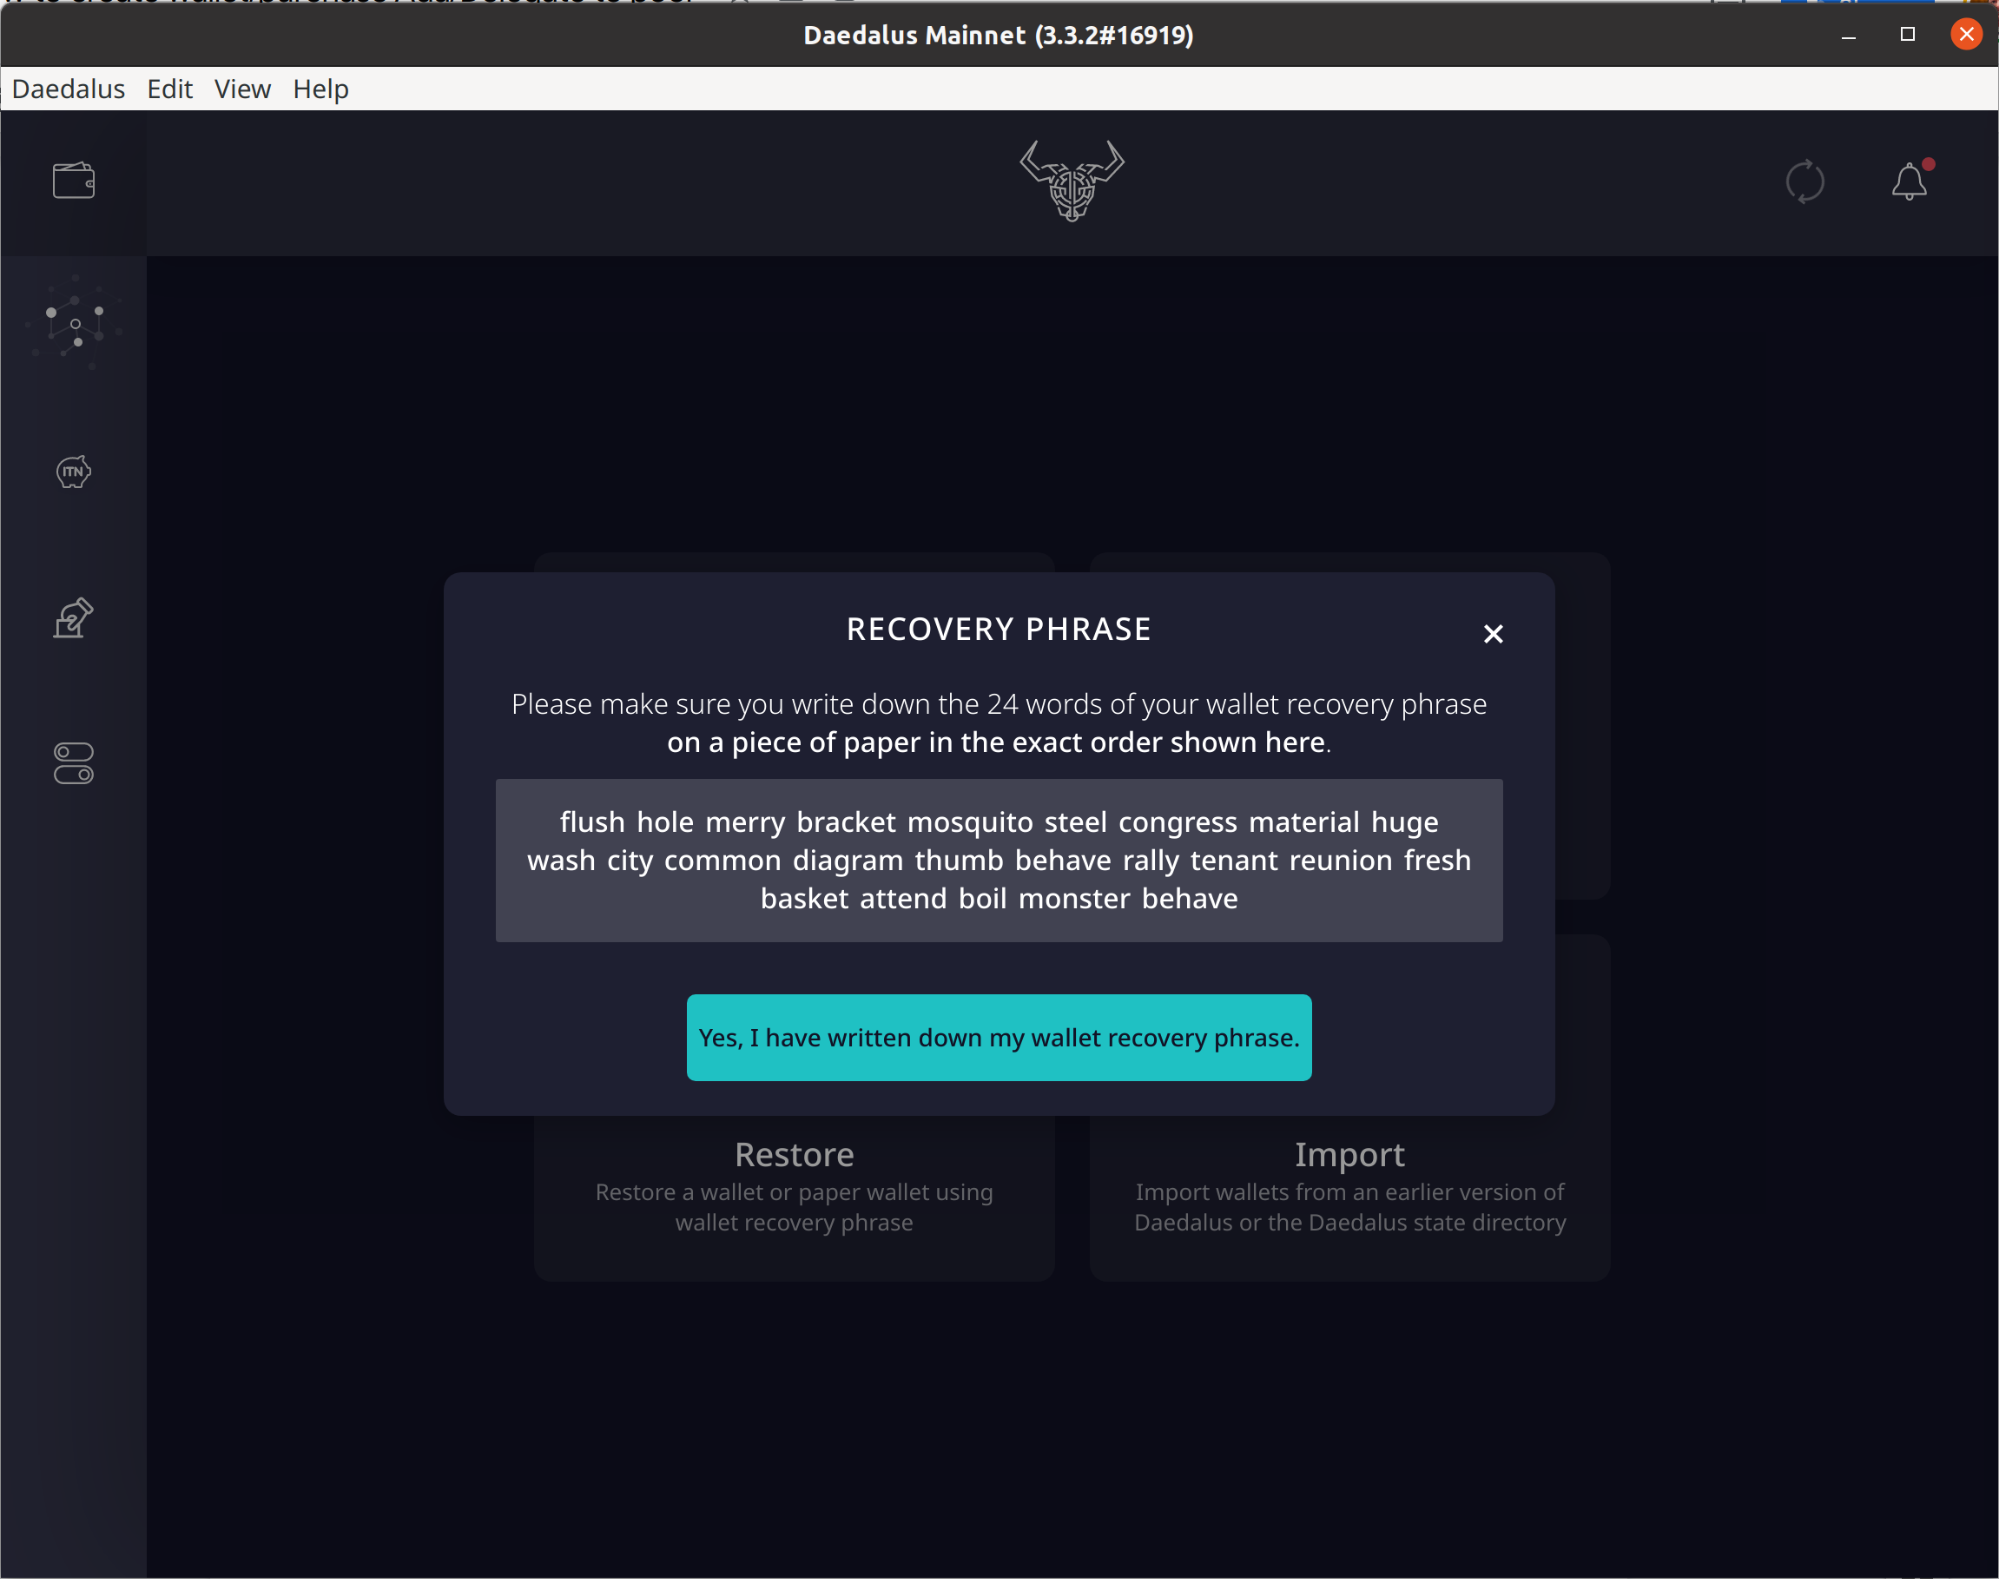 Daedalus Mainnet (3.3.2#16919)
Daedalus Edit View Help
ITN
RECOVERY PHRASE
Please make sure you write down the 24 words of your wallet recovery phrase
on a piece of paper in the exact order shown here.
flush hole merry bracket mosquito steel congress material huge
wash city common diagram thumb behave rally tenant reunion fresh
basket attend boil monster behave
Yes, I have written down my wallet recovery phrase.
Restore
Restore a wallet or paper wallet using
wallet recovery phrase
Import
Import wallets from an earlier version of
Daedalus or the Daedalus state directory